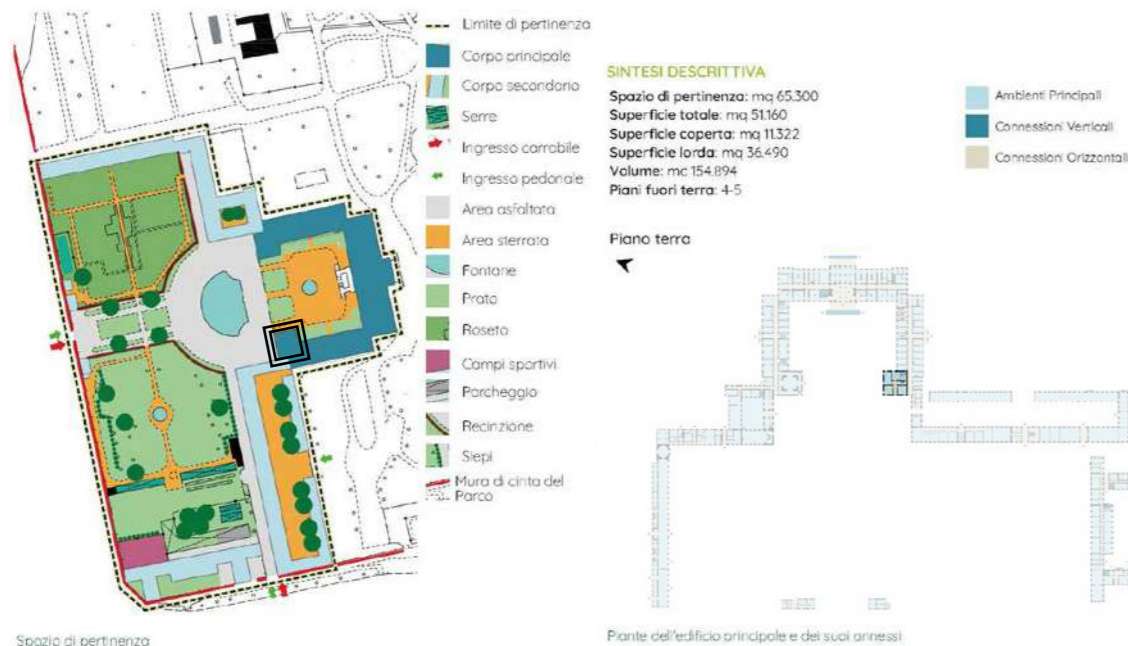 Limite di pertinenza
Corpo principale
Corpo secondario
Serre
Ingresso carrabile
Ingresso pedonale
Area asfaltata
Area sterrata
Fontane
Prato
Roseto
Campi sportivi
Parcheggio
Recinzione
Siepi
Mura di cinta del
Parco
Spazio di pertinenza
SINTESI DESCRITTIVA
Spazio di pertinenza: mq 65.300
Superficie totale: mq 51.160
Superficie coperta: mq 11.322
Superficie lorda: mq 36.490
Volume: mc 154.894
Piani fuori terra: 4-5
Ambienti Principali
Connessioni Verticali
Connessioni Orizzontali
Piano terra
Piante dell'edificio principale e dei suoi annessi